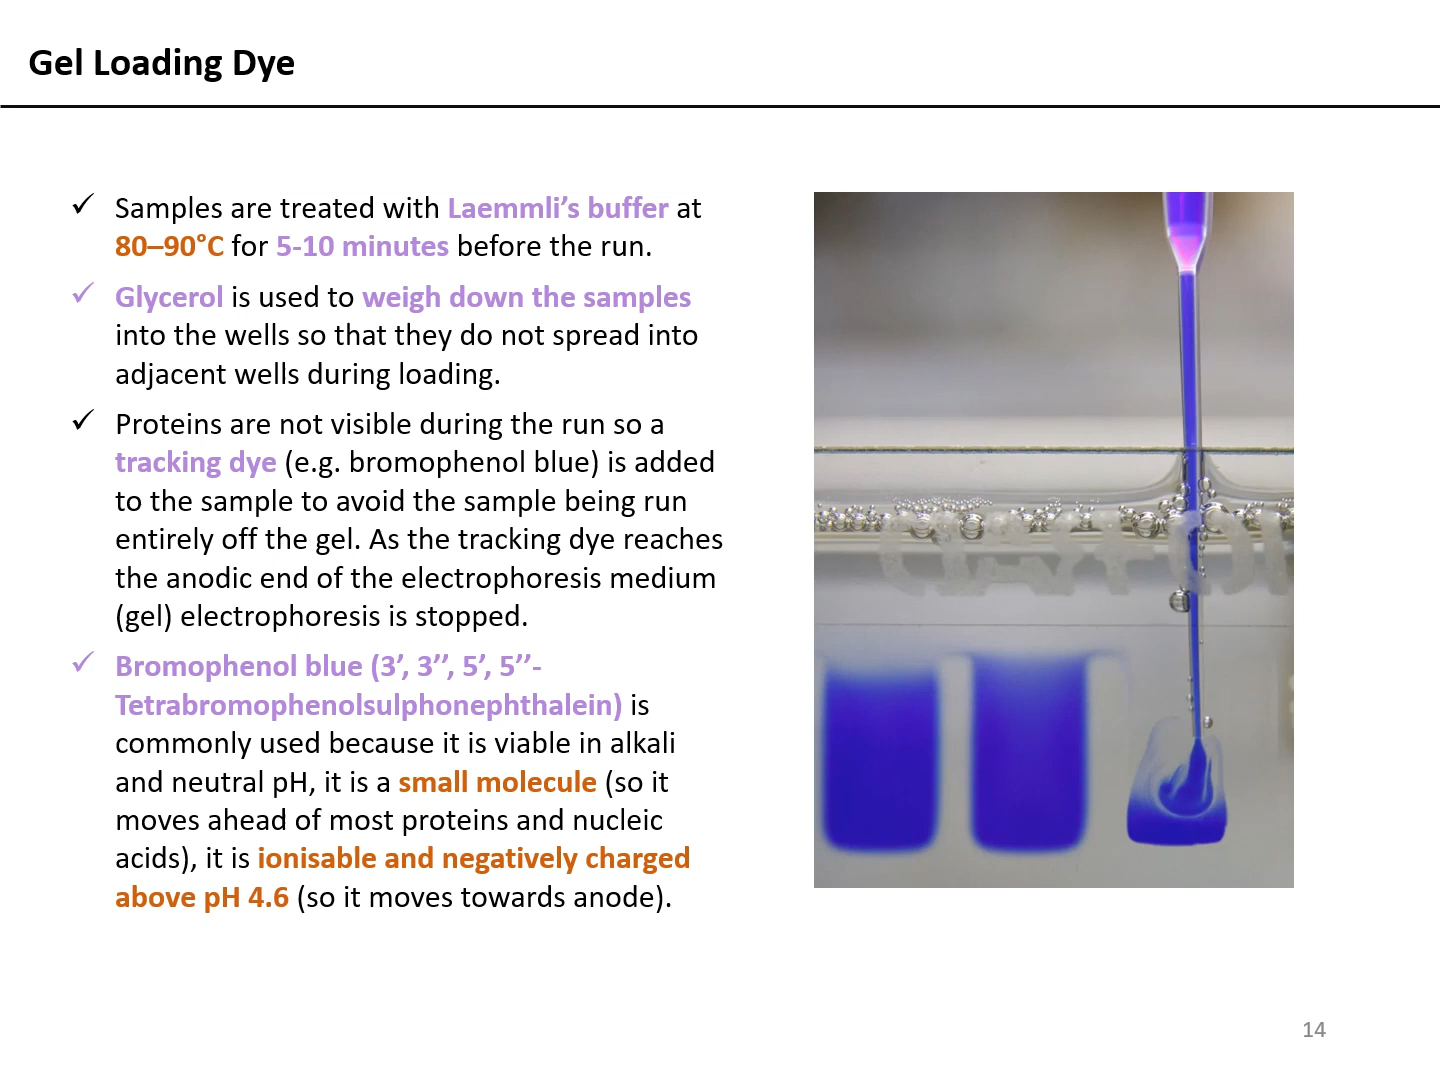 Gel Loading Dye
✓ Samples are treated with Laemmli’s buffer at
80–90°C for 5-10 minutes before the run.
✓ Glycerol is used to weigh down the samples
into the wells so that they do not spread into
adjacent wells during loading.
✓ Proteins are not visible during the run so a
tracking dye (e.g. bromophenol blue) is added
to the sample to avoid the sample being run
entirely off the gel. As the tracking dye reaches
the anodic end of the electrophoresis medium
(gel) electrophoresis is stopped.
✓ Bromophenol blue (3’, 3’’, 5’, 5’’-
Tetrabromophenolsulphonephthalein) is
commonly used because it is viable in alkali
and neutral pH, it is a small molecule (so it
moves ahead of most proteins and nucleic
acids), it is ionisable and negatively charged
above pH 4.6 (so it moves towards anode).
14